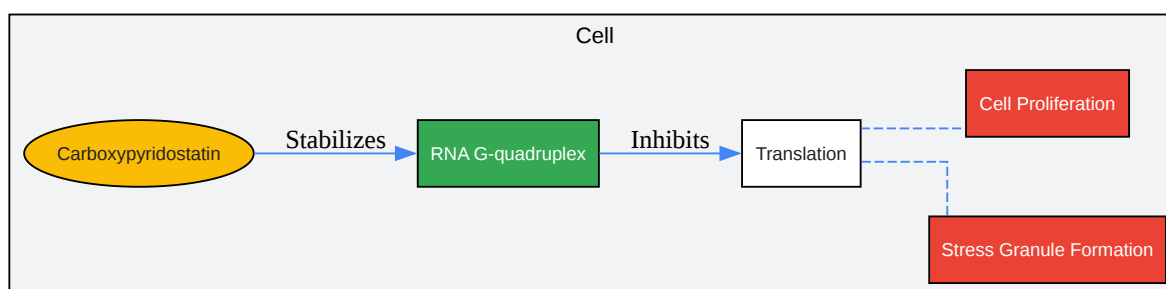 Cell
Cell Proliferation
Carboxypyridostatin
Stabilizes
RNA G-quadruplex
Inhibits
Translation
Stress Granule Formation